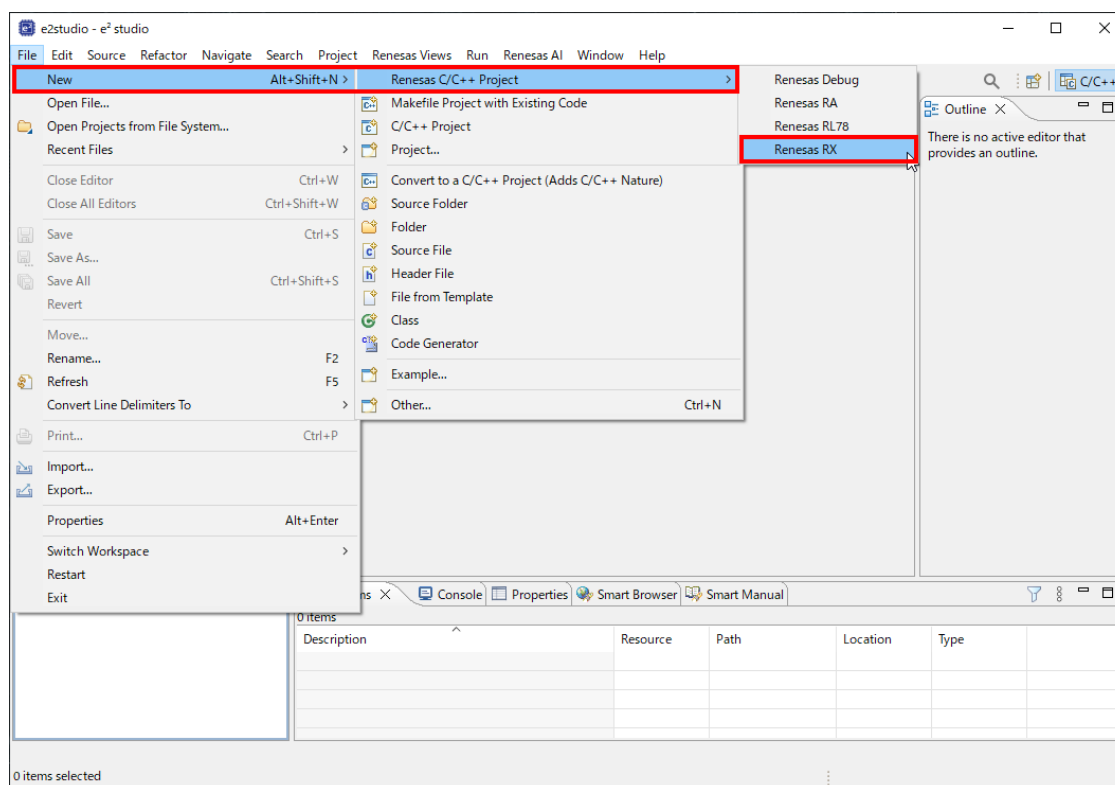 e2studio - e² studio
File Edit Source Refactor Navigate Search Project Renesas Views Run Renesas AI Window Help
New Alt+Shift+N >
Open File...
Open Projects from File System...
Recent Files >
Close Editor Ctrl+W
Close All Editors Ctrl+Shift+W
Save Ctrl+S
Save As...
Save All Ctrl+Shift+S
Revert
Move...
Rename... F2
Refresh F5
Convert Line Delimiters To >
Print... Ctrl+P
Import...
Export...
Properties Alt+Enter
Switch Workspace >
Restart
Exit
Renesas C/C++ Project >
Makefile Project with Existing Code
C/C++ Project
Project...
Convert to a C/C++ Project (Adds C/C++ Nature)
Source Folder
Folder
Source File
Header File
File from Template
Class
Code Generator
Example...
Other... Ctrl+N
Renesas Debug
Renesas RA
Renesas RL78
Renesas RX
C/C++
Outline
There is no active editor that
provides an outline.
Console Properties Smart Browser Smart Manual
0 items
Description Resource Path Location Type
0 items selected